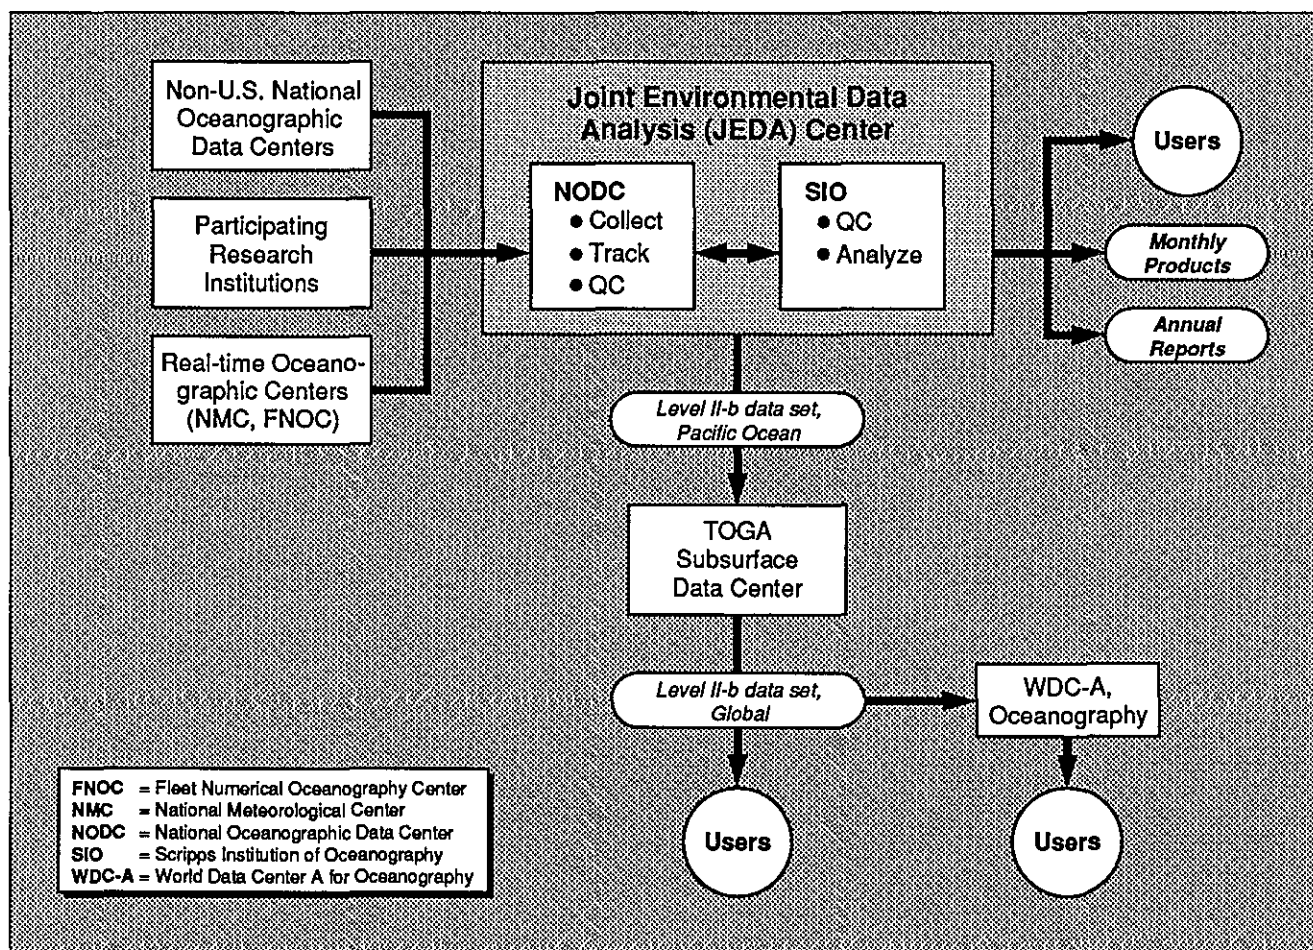 Non-U.S. National
Oceanographic
Data Centers
Participating
Research
Institutions
Real-time Oceano-
graphic Centers
(NMC, FNOC)
Joint Environmental Data
Analysis (JEDA) Center
NODC
● Collect
● Track
● QC
SIO
● QC
● Analyze
Users
Monthly
Products
Annual
Reports
Level II-b data set,
Pacific Ocean
TOGA
Subsurface
Data Center
Level II-b data set,
Global
WDC-A,
Oceanography
Users
Users
FNOC = Fleet Numerical Oceanography Center
NMC = National Meteorological Center
NODC = National Oceanographic Data Center
SIO = Scripps Institution of Oceanography
WDC-A = World Data Center A for Oceanography